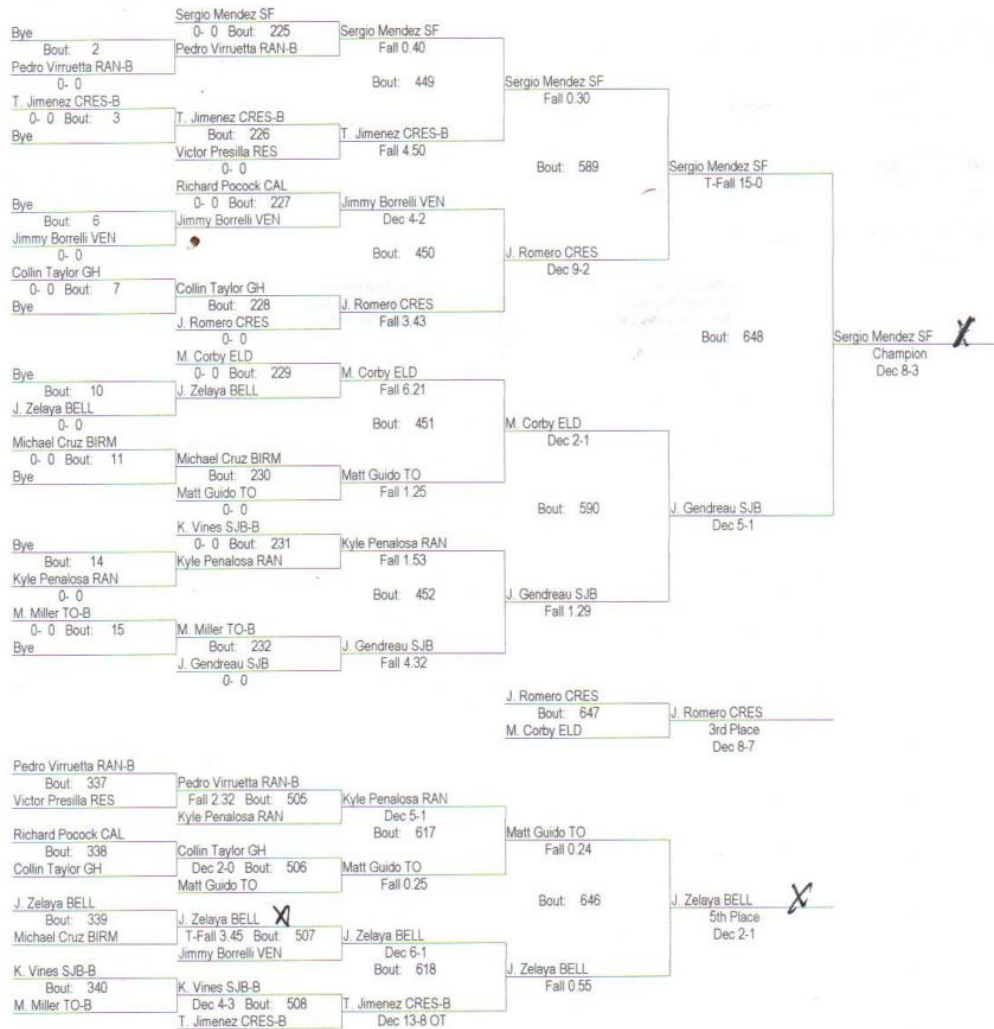 Bye
Bout: 2
Pedro Virruetta RAN-B
0- 0
T. Jimenez CRES-B
0- 0 Bout: 3
Bye
Bye
Bout: 6
Jimmy Borrelli VEN
0- 0
Collin Taylor GH
0- 0 Bout: 7
Bye
Bye
Bout: 10
J. Zelaya BELL
0- 0
Michael Cruz BIRM
0- 0 Bout: 11
Bye
Bye
Bout: 14
Kyle Penalosa RAN
0- 0
M. Miller TO-B
0- 0 Bout: 15
Bye
Sergio Mendez SF
0- 0 Bout: 225
Pedro Virruetta RAN-B
T. Jimenez CRES-B
Bout: 226
Victor Presilla RES
0- 0
Richard Pocock CAL
0- 0 Bout: 227
Jimmy Borrelli VEN
Collin Taylor GH
Bout: 228
J. Romero CRES
0- 0
M. Corby ELD
0- 0 Bout: 229
J. Zelaya BELL
Michael Cruz BIRM
Bout: 230
Matt Guido TO
0- 0
K. Vines SJB-B
0- 0 Bout: 231
Kyle Penalosa RAN
M. Miller TO-B
Bout: 232
J. Gendreau SJB
0- 0
Sergio Mendez SF
Fall 0.40
Bout: 449
T. Jimenez CRES-B
Fall 4.50
Jimmy Borrelli VEN
Dec 4-2
Bout: 450
J. Romero CRES
Fall 3.43
M. Corby ELD
Fall 6.21
Bout: 451
Matt Guido TO
Fall 1.25
Kyle Penalosa RAN
Fall 1.53
Bout: 452
J. Gendreau SJB
Fall 4.32
Sergio Mendez SF
Fall 0.30
Bout: 589
J. Romero CRES
Dec 9-2
M. Corby ELD
Dec 2-1
Bout: 590
J. Gendreau SJB
Fall 1.29
Sergio Mendez SF
T-Fall 15-0
Bout: 648
J. Gendreau SJB
Dec 5-1
Sergio Mendez SF X
Champion
Dec 8-3
J. Romero CRES
Bout: 647
M. Corby ELD
J. Romero CRES
3rd Place
Dec 8-7
Pedro Virruetta RAN-B
Bout: 337
Victor Presilla RES
Richard Pocock CAL
Bout: 338
Collin Taylor GH
J. Zelaya BELL
Bout: 339
Michael Cruz BIRM
K. Vines SJB-B
Bout: 340
M. Miller TO-B
Pedro Virruetta RAN-B
Fall 2.32 Bout: 505
Kyle Penalosa RAN
Collin Taylor GH
Dec 2-0 Bout: 506
Matt Guido TO
J. Zelaya BELL X
T-Fall 3.45 Bout: 507
Jimmy Borrelli VEN
K. Vines SJB-B
Dec 4-3 Bout: 508
T. Jimenez CRES-B
Kyle Penalosa RAN
Dec 5-1
Bout: 617
Matt Guido TO
Fall 0.25
J. Zelaya BELL
Dec 6-1
Bout: 618
T. Jimenez CRES-B
Dec 13-8 OT
Matt Guido TO
Fall 0.24
Bout: 646
J. Zelaya BELL
Fall 0.55
J. Zelaya BELL X
5th Place
Dec 2-1